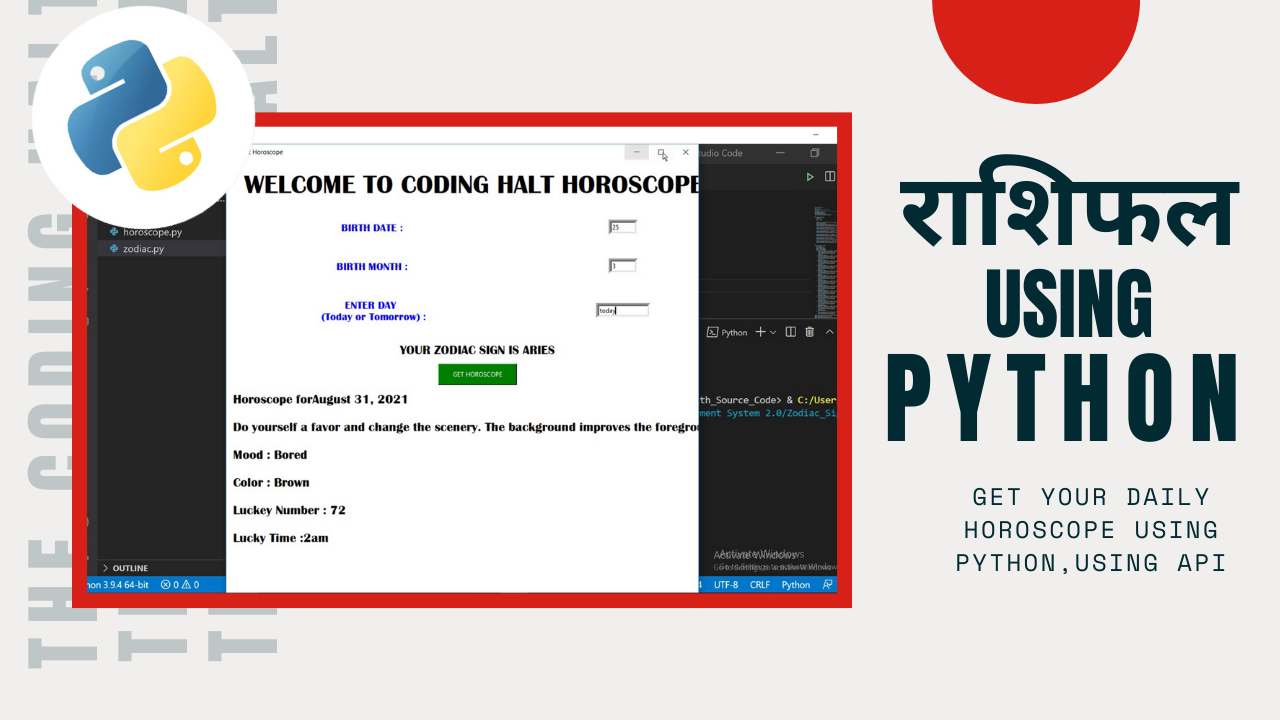 THE CODING HALT
Horoscope
WELCOME TO CODING HALT HOROSCOPE
BIRTH DATE :
25
BIRTH MONTH :
3
ENTER DAY
(Today or Tomorrow) :
today
YOUR ZODIAC SIGN IS ARIES
GET HOROSCOPE
Horoscope forAugust 31, 2021
Do yourself a favor and change the scenery. The background improves the foregrou
Mood : Bored
Color : Brown
Luckey Number : 72
Lucky Time :2am
horoscope.py
zodiac.py
OUTLINE
3.9.4 64-bit
0
0
Studio Code
Python
th_Source_Code> & C:/User
ment System 2.0/Zodiac_Si
Activate Windows
UTF-8
CRLF
Python
राशिफल
USING
PYTHON
GET YOUR DAILY
HOROSCOPE USING
PYTHON,USING API